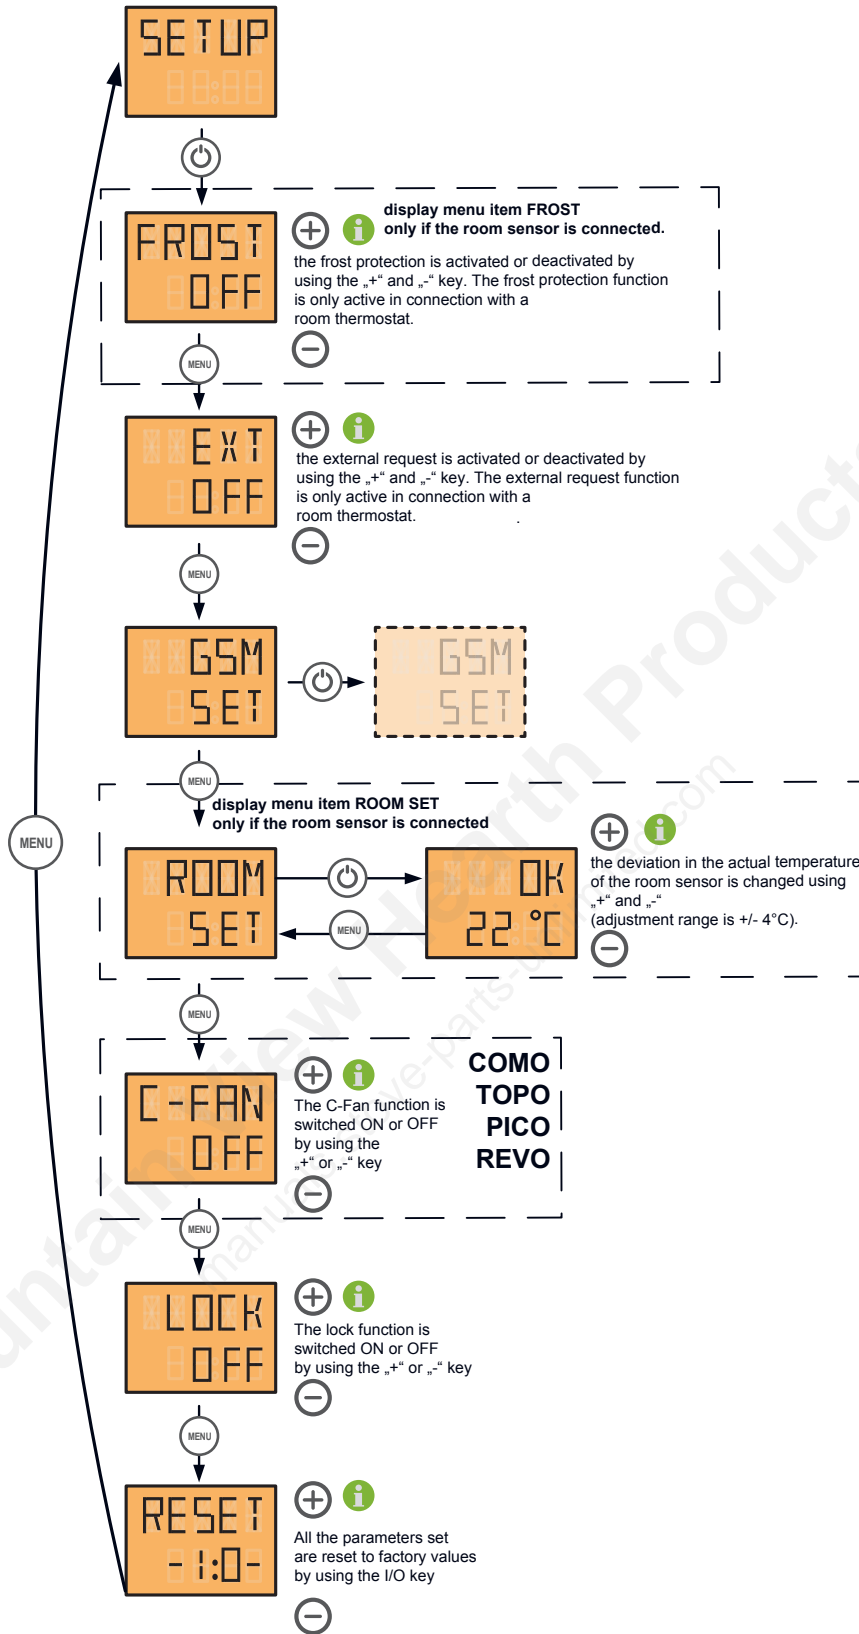 SETUP
display menu item FROST
only if the room sensor is connected.
FROST
OFF
the frost protection is activated or deactivated by
using the „+“ and „-“ key. The frost protection function
is only active in connection with a
room thermostat.
MENU
EXT
OFF
the external request is activated or deactivated by
using the „+“ and „-“ key. The external request function
is only active in connection with a
room thermostat. .
MENU
GSM
SET
GSM
SET
MENU
display menu item ROOM SET
only if the room sensor is connected
MENU
ROOM
SET
MENU
OK
22 °C
the deviation in the actual temperature
of the room sensor is changed using
„+“ and „-“
(adjustment range is +/- 4°C).
MENU
C-FAN
OFF
The C-Fan function is
switched ON or OFF
by using the
„+“ or „-“ key
COMO
TOPO
PICO
REVO
MENU
LOCK
OFF
The lock function is
switched ON or OFF
by using the „+“ or „-“ key
MENU
RESET
-1:0-
All the parameters set
are reset to factory values
by using the I/O key